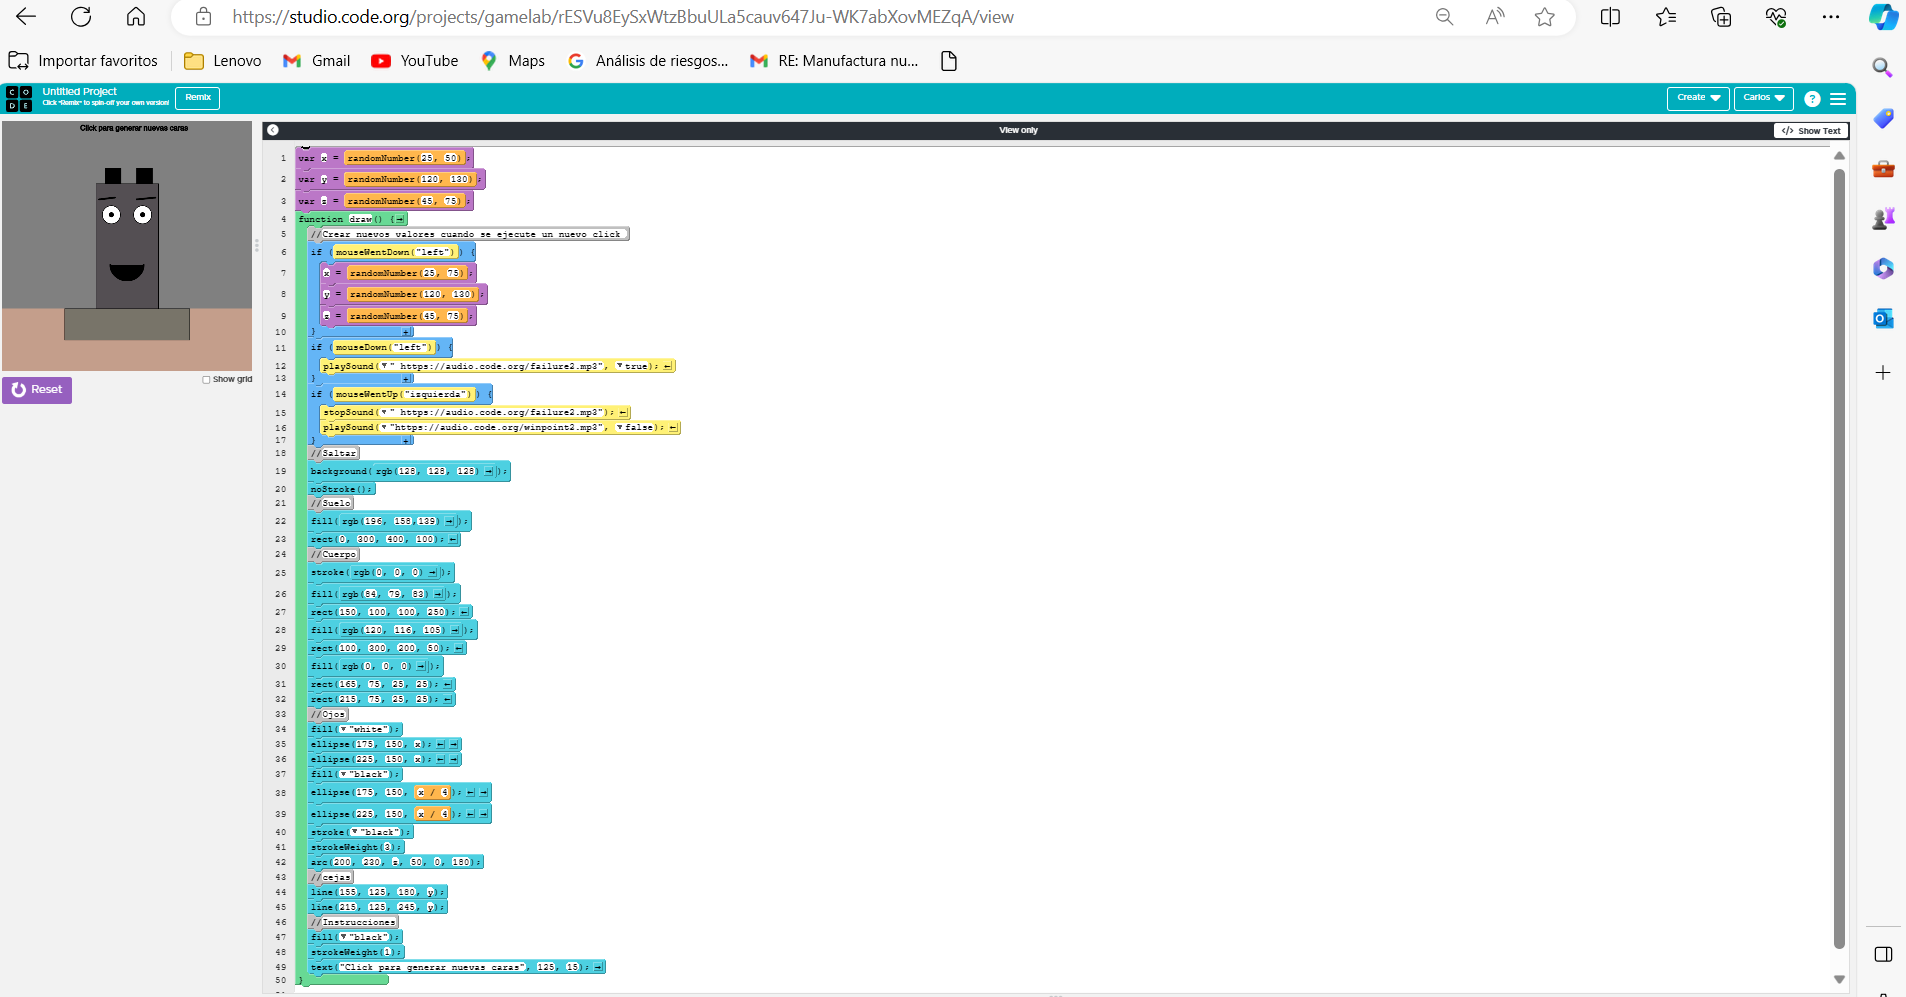 https://studio.code.org/projects/gamelab/rESVu8EySxWtzBbuULa5cauv647Ju-WK7abXovMEZqA/view
Importar favoritos Lenovo Gmail YouTube Maps Análisis de riesgos... RE: Manufactura nu...
C O D E
Untitled Project
Click "Remix" to spin-off your own version!
Remix
Create Carlos ?
Click para generar nuevas caras
Show grid
Reset
View only
Show Text
1 var x = randomNumber(25, 50);
2 var y = randomNumber(120, 130);
3 var z = randomNumber(45, 75);
4 function draw() {
5 //Crear nuevos valores cuando se ejecute un nuevo click
6 if (mouseWentDown("left")) {
7 x = randomNumber(25, 75);
8 y = randomNumber(120, 130);
9 z = randomNumber(45, 75);
10 }
11 if (mouseDown("left")) {
12 playSound(" https://audio.code.org/failure2.mp3", true);
13 }
14 if (mouseWentUp("izquierda")) {
15 stopSound(" https://audio.code.org/failure2.mp3");
16 playSound("https://audio.code.org/winpoint2.mp3", false);
17 }
18 //Saltar
19 background(rgb(128, 128, 128));
20 noStroke();
21 //Suelo
22 fill(rgb(196, 158,139));
23 rect(0, 300, 400, 100);
24 //Cuerpo
25 stroke(rgb(0, 0, 0));
26 fill(rgb(84, 79, 83));
27 rect(150, 100, 100, 250);
28 fill(rgb(120, 116, 105));
29 rect(100, 300, 200, 50);
30 fill(rgb(0, 0, 0));
31 rect(165, 75, 25, 25);
32 rect(215, 75, 25, 25);
33 //Ojos
34 fill("white");
35 ellipse(175, 150, x);
36 ellipse(225, 150, x);
37 fill("black");
38 ellipse(175, 150, x / 4);
39 ellipse(225, 150, x / 4);
40 stroke("black");
41 strokeWeight(3);
42 arc(200, 230, z, 50, 0, 180);
43 //cejas
44 line(155, 125, 180, y);
45 line(215, 125, 245, y);
46 //Instrucciones
47 fill("black");
48 strokeWeight(1);
49 text("Click para generar nuevas caras", 125, 15);
50 }